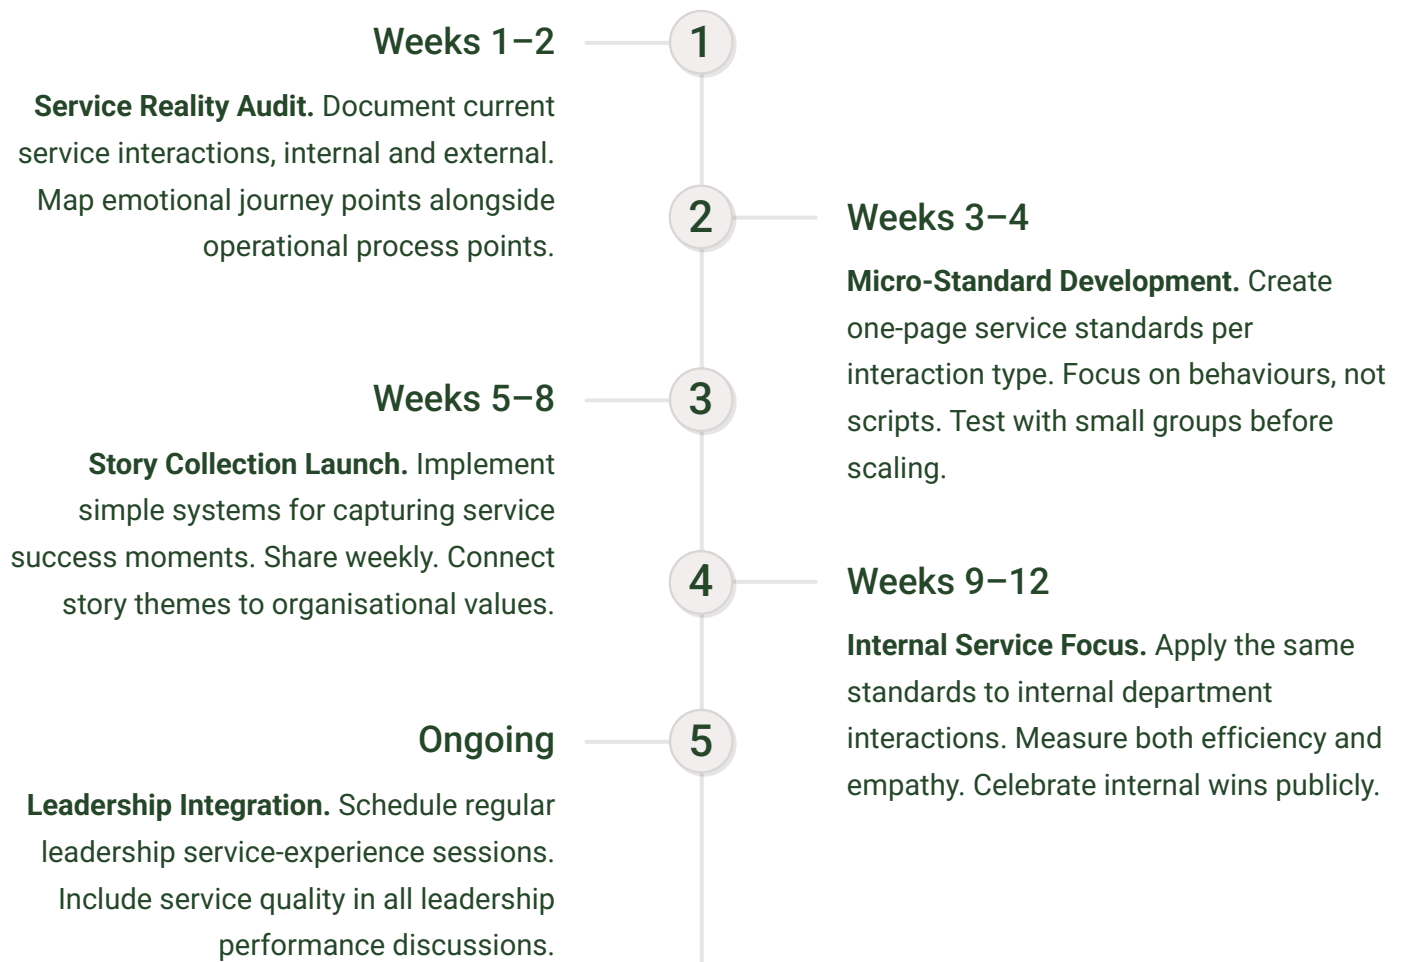 Weeks 1–2
1
Service Reality Audit. Document current
service interactions, internal and external.
Map emotional journey points alongside
operational process points.
2
Weeks 3–4
Micro-Standard Development. Create
one-page service standards per
interaction type. Focus on behaviours, not
scripts. Test with small groups before
scaling.
Weeks 5–8
3
Story Collection Launch. Implement
simple systems for capturing service
success moments. Share weekly. Connect
story themes to organisational values.
4
Weeks 9–12
Internal Service Focus. Apply the same
standards to internal department
interactions. Measure both efficiency and
empathy. Celebrate internal wins publicly.
Ongoing
5
Leadership Integration. Schedule regular
leadership service-experience sessions.
Include service quality in all leadership
performance discussions.